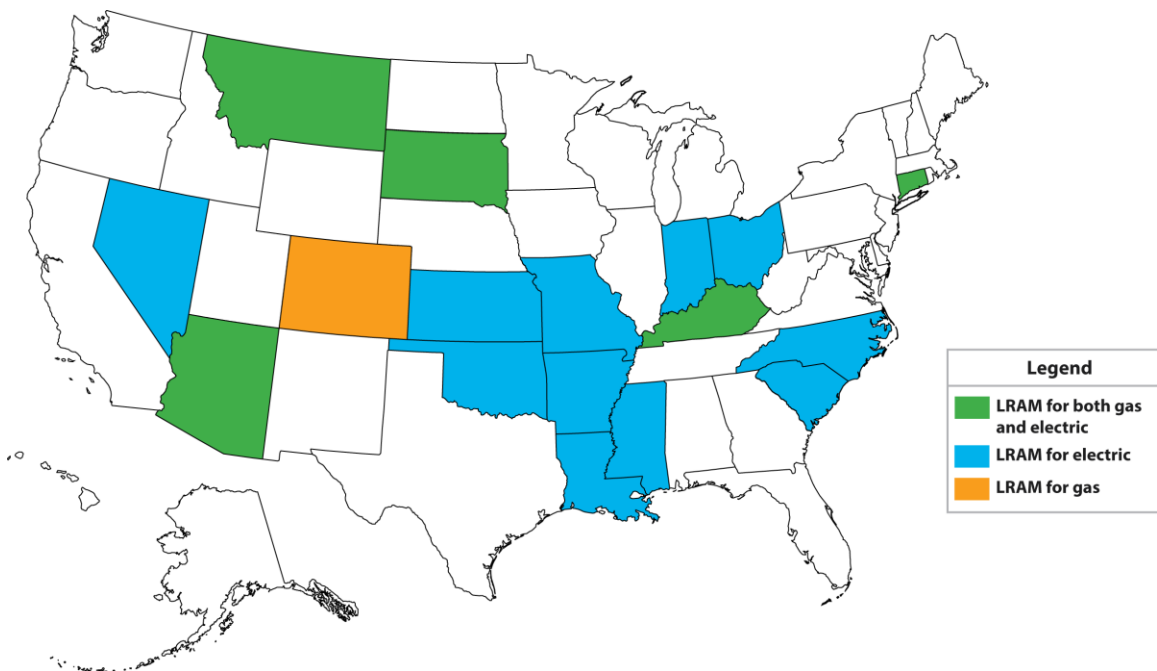 Legend
LRAM for both gas
and electric
LRAM for electric
LRAM for gas